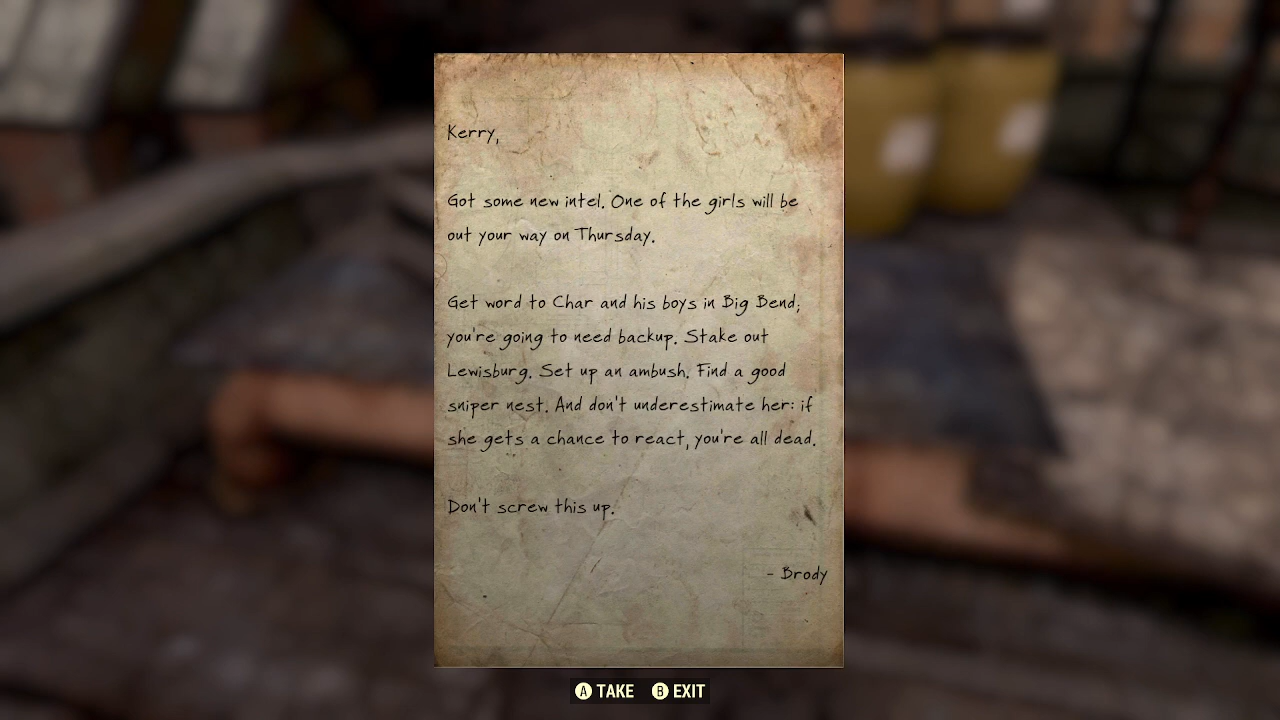 Kerry,
Got some new intel. One of the girls will be
out your way on Thursday.
Get word to Char and his boys in Big Bend;
you're going to need backup. Stake out
Lewisburg. Set up an ambush. Find a good
sniper nest. And don't underestimate her: if
she gets a chance to react, you're all dead.
Don't screw this up.
- Brody
A TAKE B EXIT